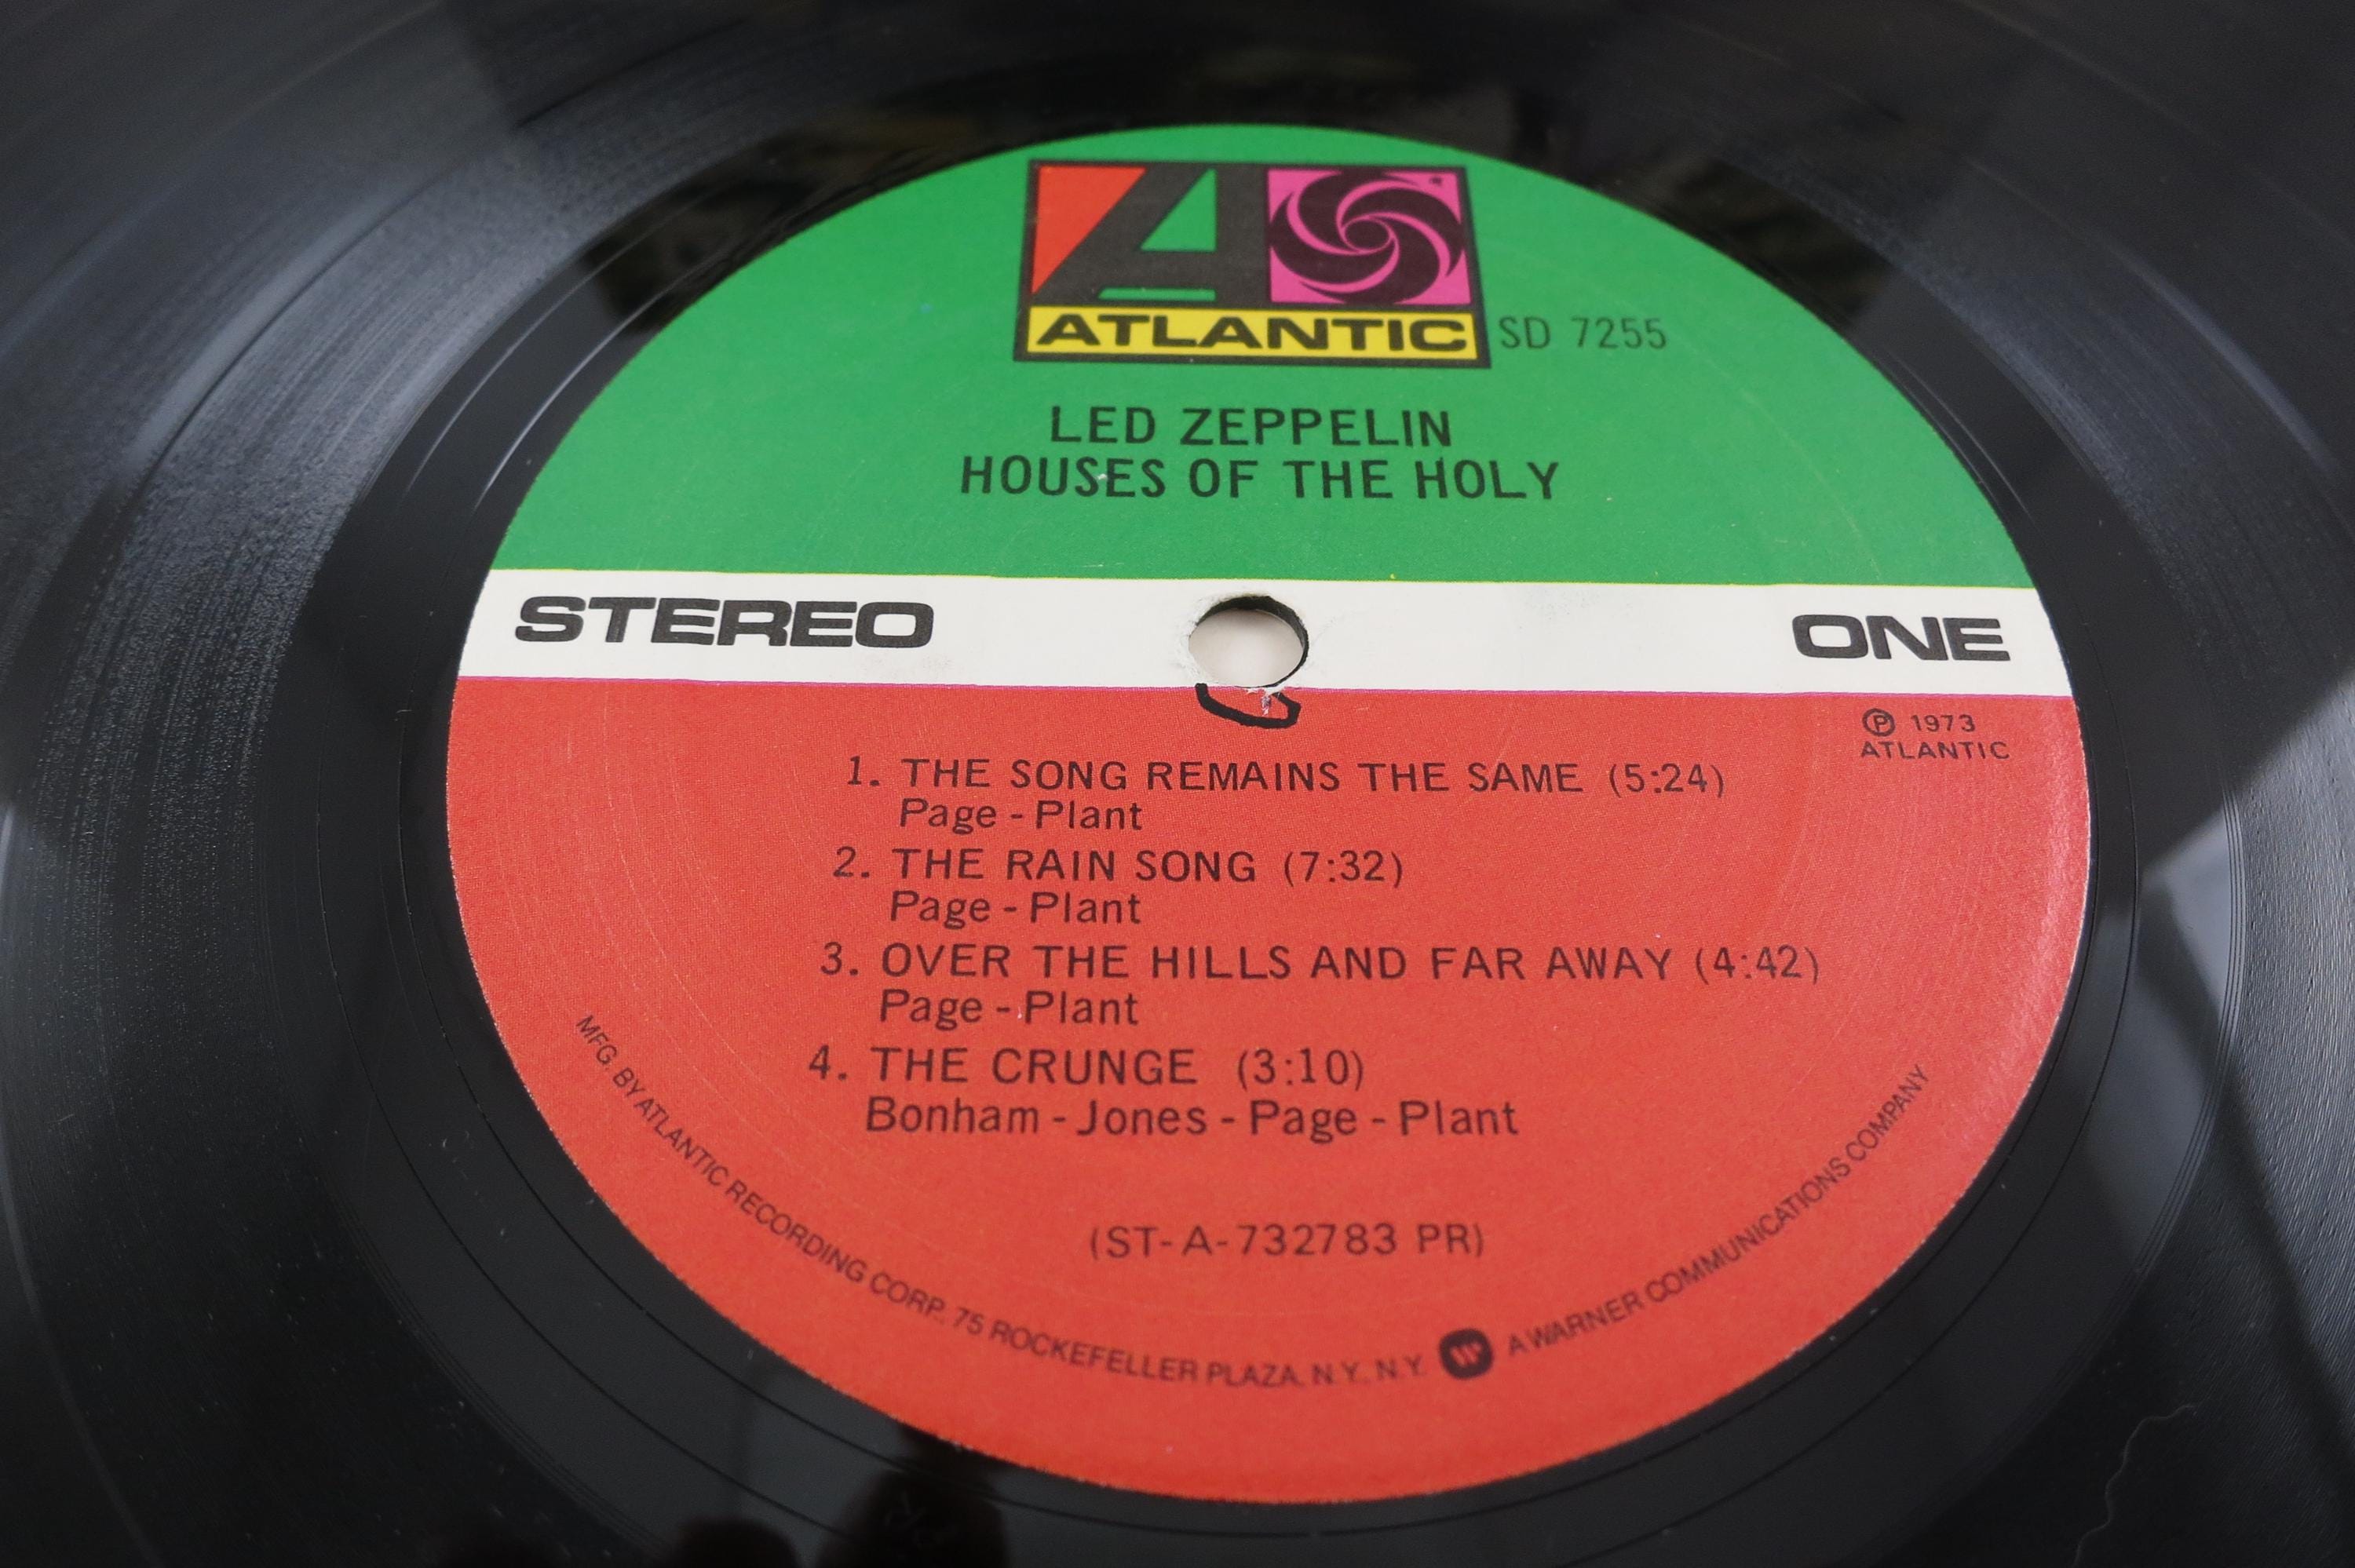 ATLANTIC
SD 7255
LED ZEPPELIN
HOUSES OF THE HOLY
STEREO
ONE
Ⓟ 1973
ATLANTIC
1. THE SONG REMAINS THE SAME (5:24)
Page - Plant
2. THE RAIN SONG (7:32)
Page - Plant
3. OVER THE HILLS AND FAR AWAY (4:42)
Page - Plant
4. THE CRUNGE (3:10)
Bonham - Jones - Page - Plant
(ST-A-732783 PR)
MFG. BY ATLANTIC RECORDING CORP. 75 ROCKEFELLER PLAZA, N.Y., N.Y. W A WARNER COMMUNICATIONS COMPANY